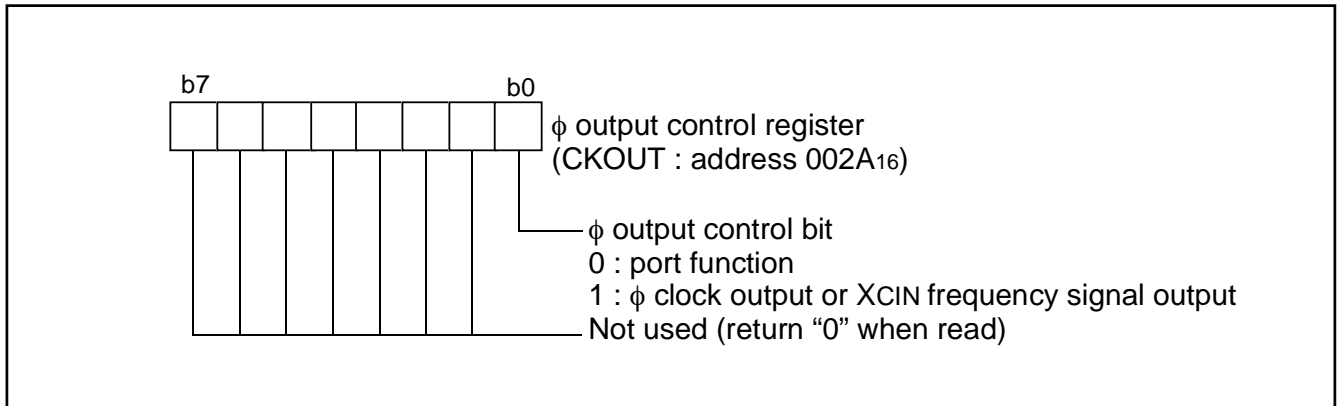 b7
b0
ϕ output control register
(CKOUT : address 002A16)
ϕ output control bit
0 : port function
1 : ϕ clock output or XCIN frequency signal output
Not used (return “0” when read)